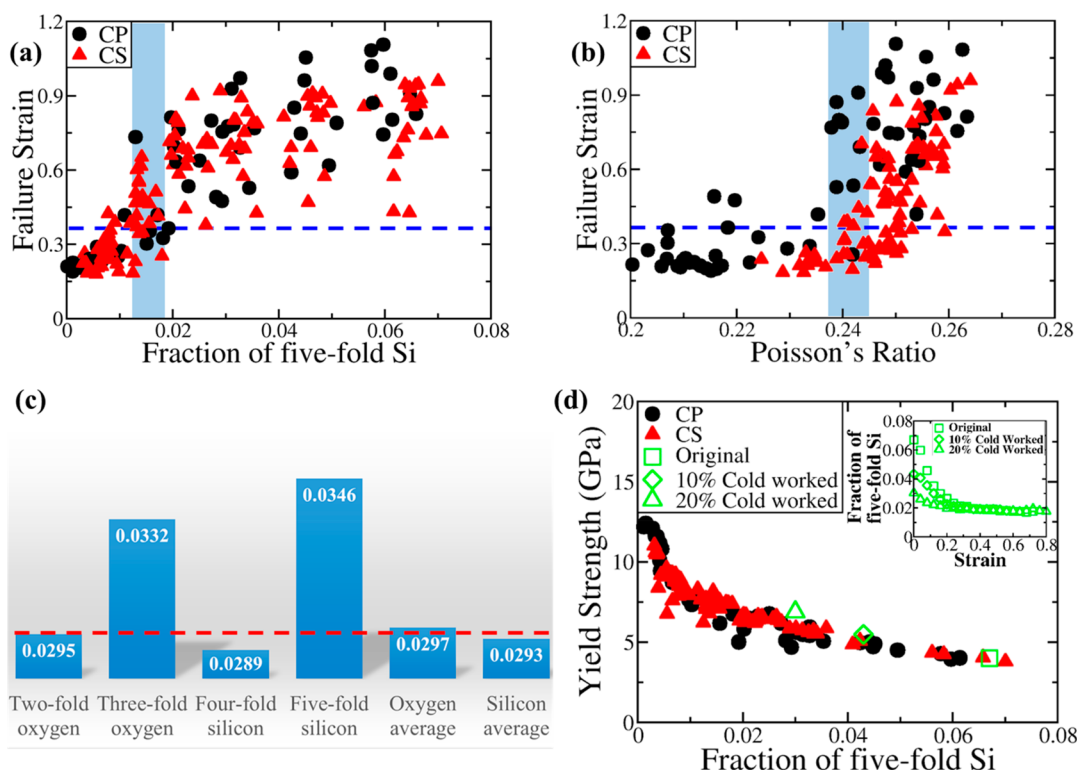 (a)
CP
CS
Failure Strain
1.2
0.9
0.6
0.3
0
0
0.02
0.04
0.06
0.08
Fraction of five-fold Si
(b)
CP
CS
Failure Strain
1.2
0.9
0.6
0.3
0
0.2
0.22
0.24
0.26
0.28
Poisson's Ratio
(c)
0.0295
0.0332
0.0289
0.0346
0.0297
0.0293
Two-fold
oxygen
Three-fold
oxygen
Four-fold
silicon
Five-fold
silicon
Oxygen
average
Silicon
average
(d)
CP
CS
Original
10% Cold worked
20% Cold worked
Yield Strength (GPa)
20
15
10
5
0
0
0.02
0.04
0.06
0.08
Fraction of five-fold Si
Original
10% Cold Worked
20% Cold Worked
Fraction of
five-fold Si
0.08
0.06
0.04
0.02
0
0
0.2
0.4
0.6
0.8
Strain